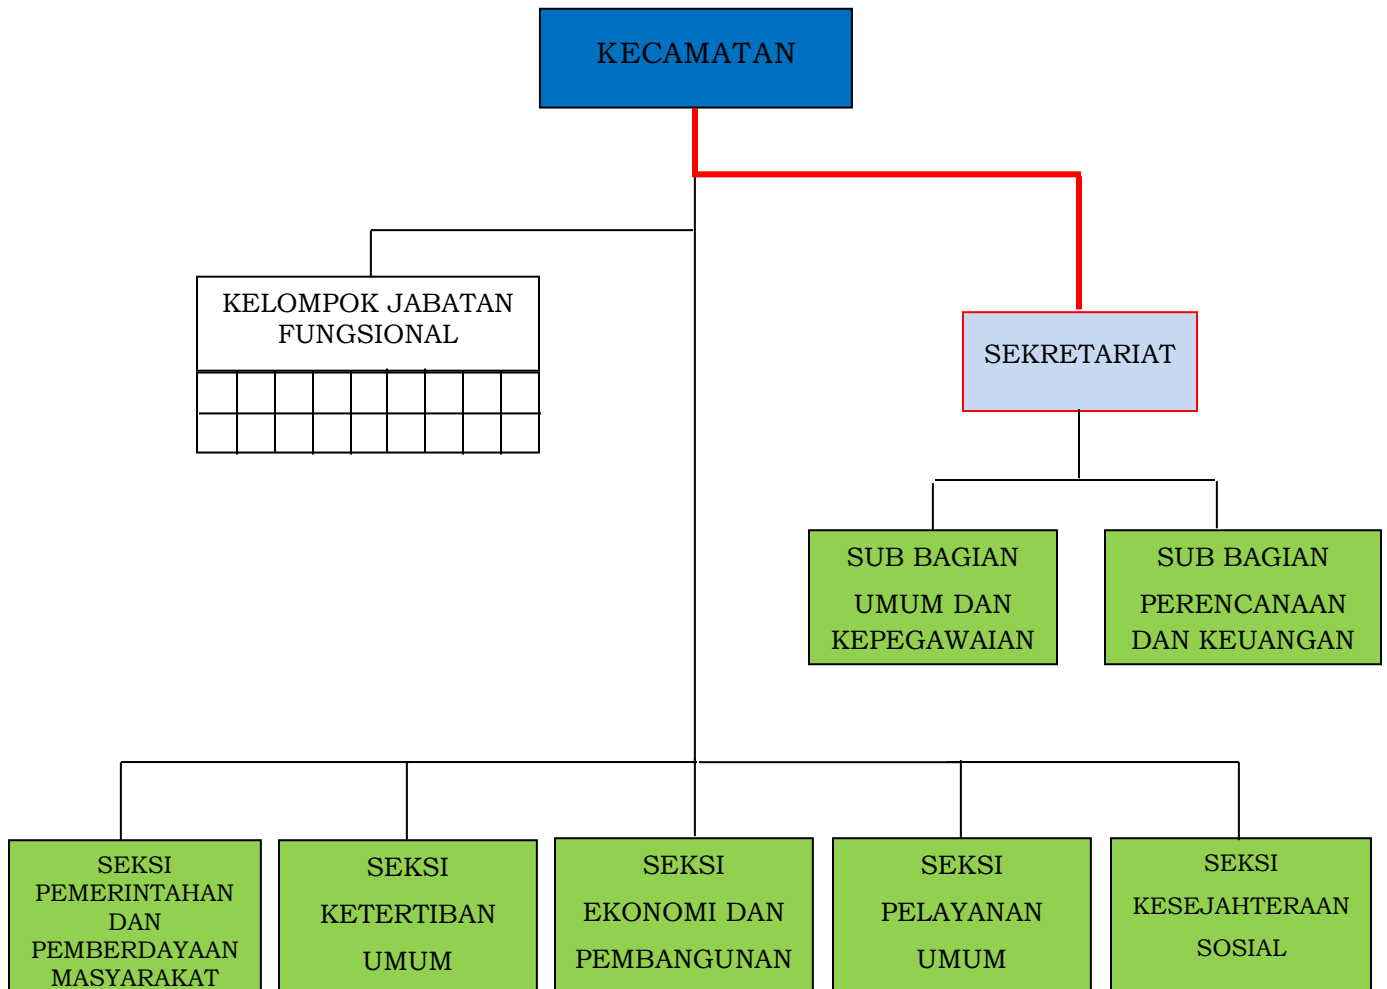 KECAMATAN
KELOMPOK JABATAN
FUNGSIONAL
SEKRETARIAT
SUB BAGIAN
UMUM DAN
KEPEGAWAIAN
SUB BAGIAN
PERENCANAAN
DAN KEUANGAN
SEKSI
PEMERINTAHAN
DAN
PEMBERDAYAAN
MASYARAKAT
SEKSI
KETERTIBAN
UMUM
SEKSI
EKONOMI DAN
PEMBANGUNAN
SEKSI
PELAYANAN
UMUM
SEKSI
KESEJAHTERAAN
SOSIAL